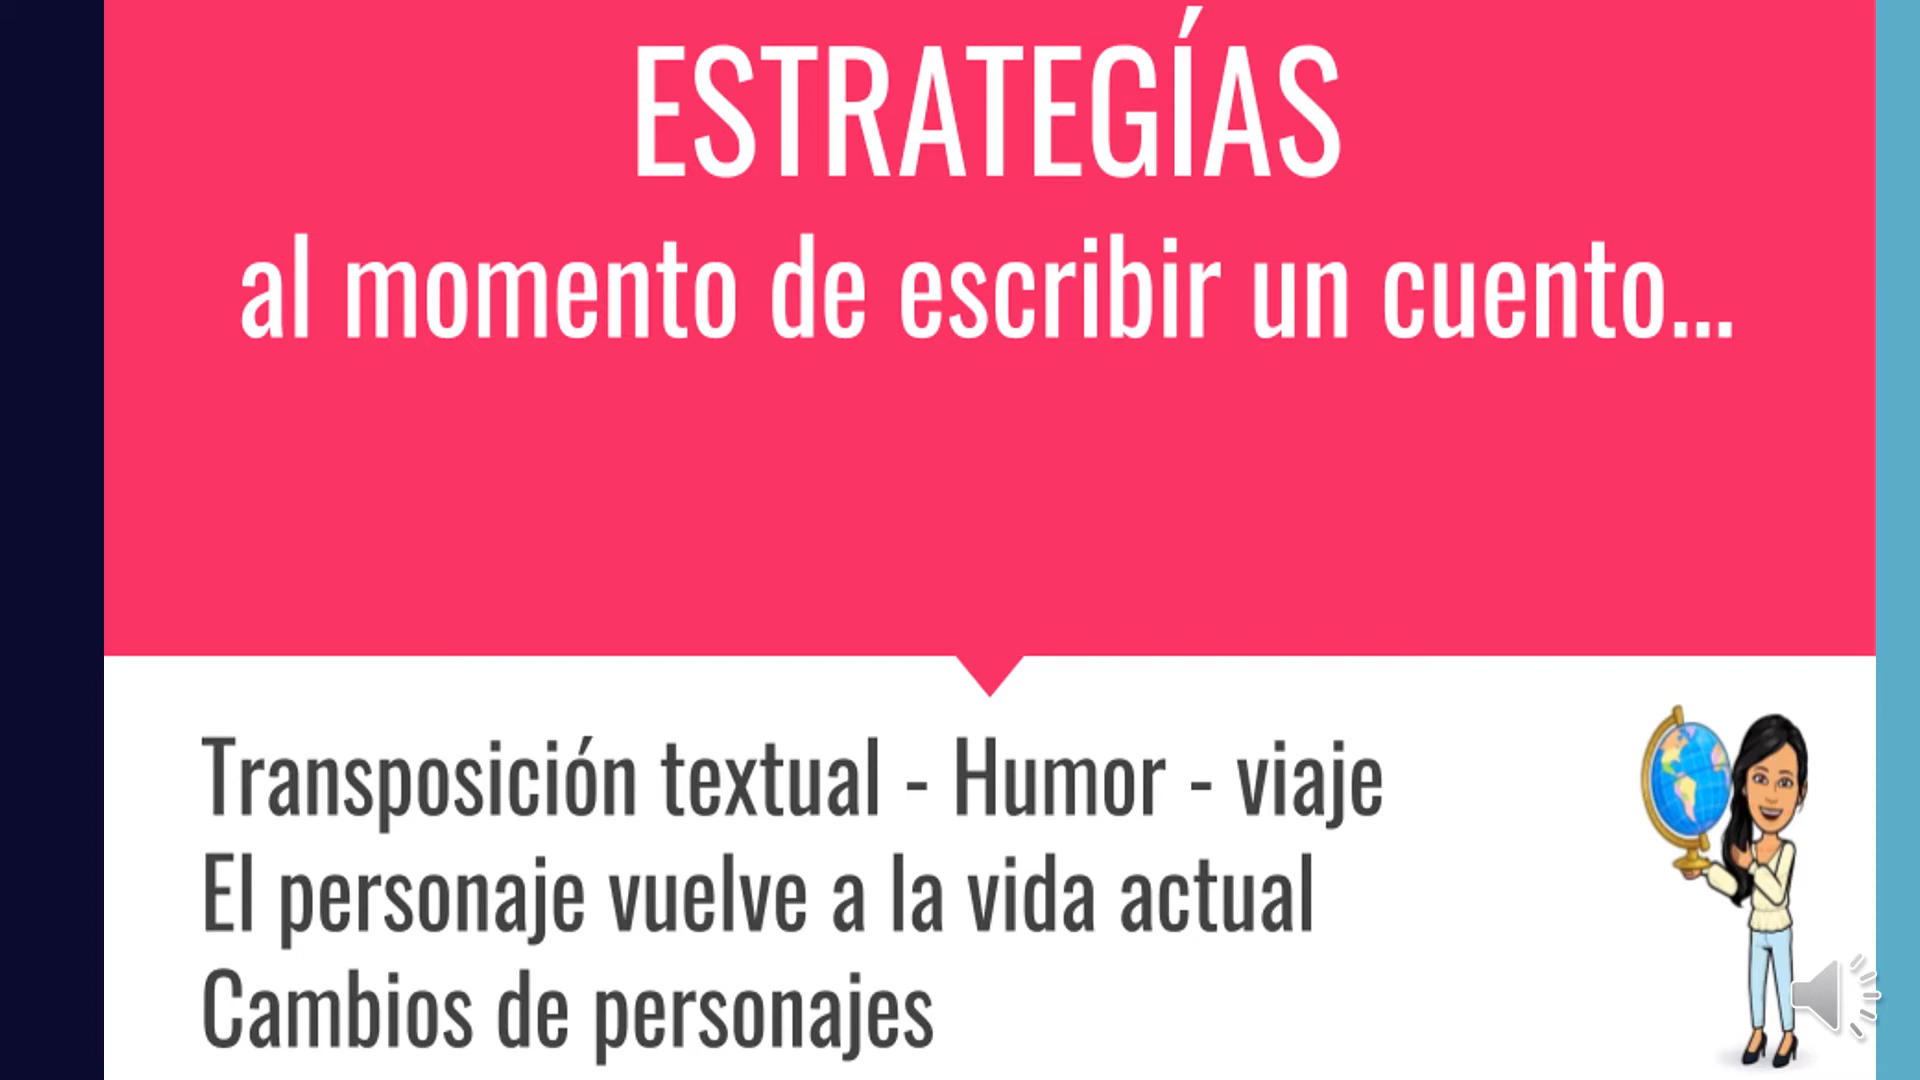 ESTRATEGÍAS
al momento de escribir un cuento...
Transposición textual - Humor - viaje
El personaje vuelve a la vida actual
Cambios de personajes